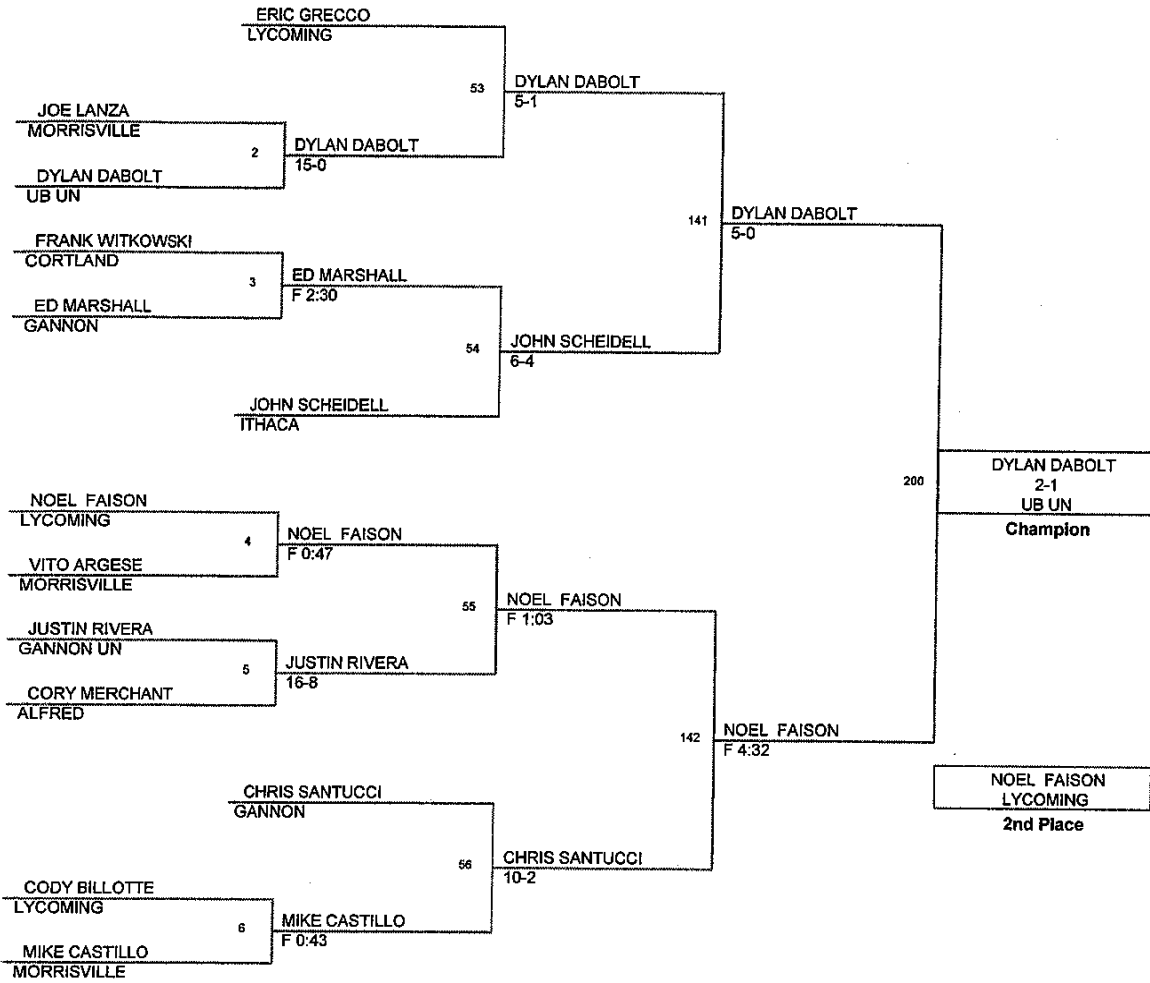 ERIC GRECCO
LYCOMING
53
DYLAN DABOLT
5-1
JOE LANZA
MORRISVILLE
2
DYLAN DABOLT
15-0
DYLAN DABOLT
UB UN
141
DYLAN DABOLT
5-0
FRANK WITKOWSKI
CORTLAND
3
ED MARSHALL
F 2:30
ED MARSHALL
GANNON
54
JOHN SCHEIDELL
6-4
JOHN SCHEIDELL
ITHACA
200
DYLAN DABOLT
2-1
UB UN
Champion
NOEL FAISON
LYCOMING
4
NOEL FAISON
F 0:47
VITO ARGESE
MORRISVILLE
55
NOEL FAISON
F 1:03
JUSTIN RIVERA
GANNON UN
5
JUSTIN RIVERA
16-8
CORY MERCHANT
ALFRED
142
NOEL FAISON
F 4:32
NOEL FAISON
LYCOMING
2nd Place
CHRIS SANTUCCI
GANNON
56
CHRIS SANTUCCI
10-2
CODY BILLOTTE
LYCOMING
6
MIKE CASTILLO
F 0:43
MIKE CASTILLO
MORRISVILLE